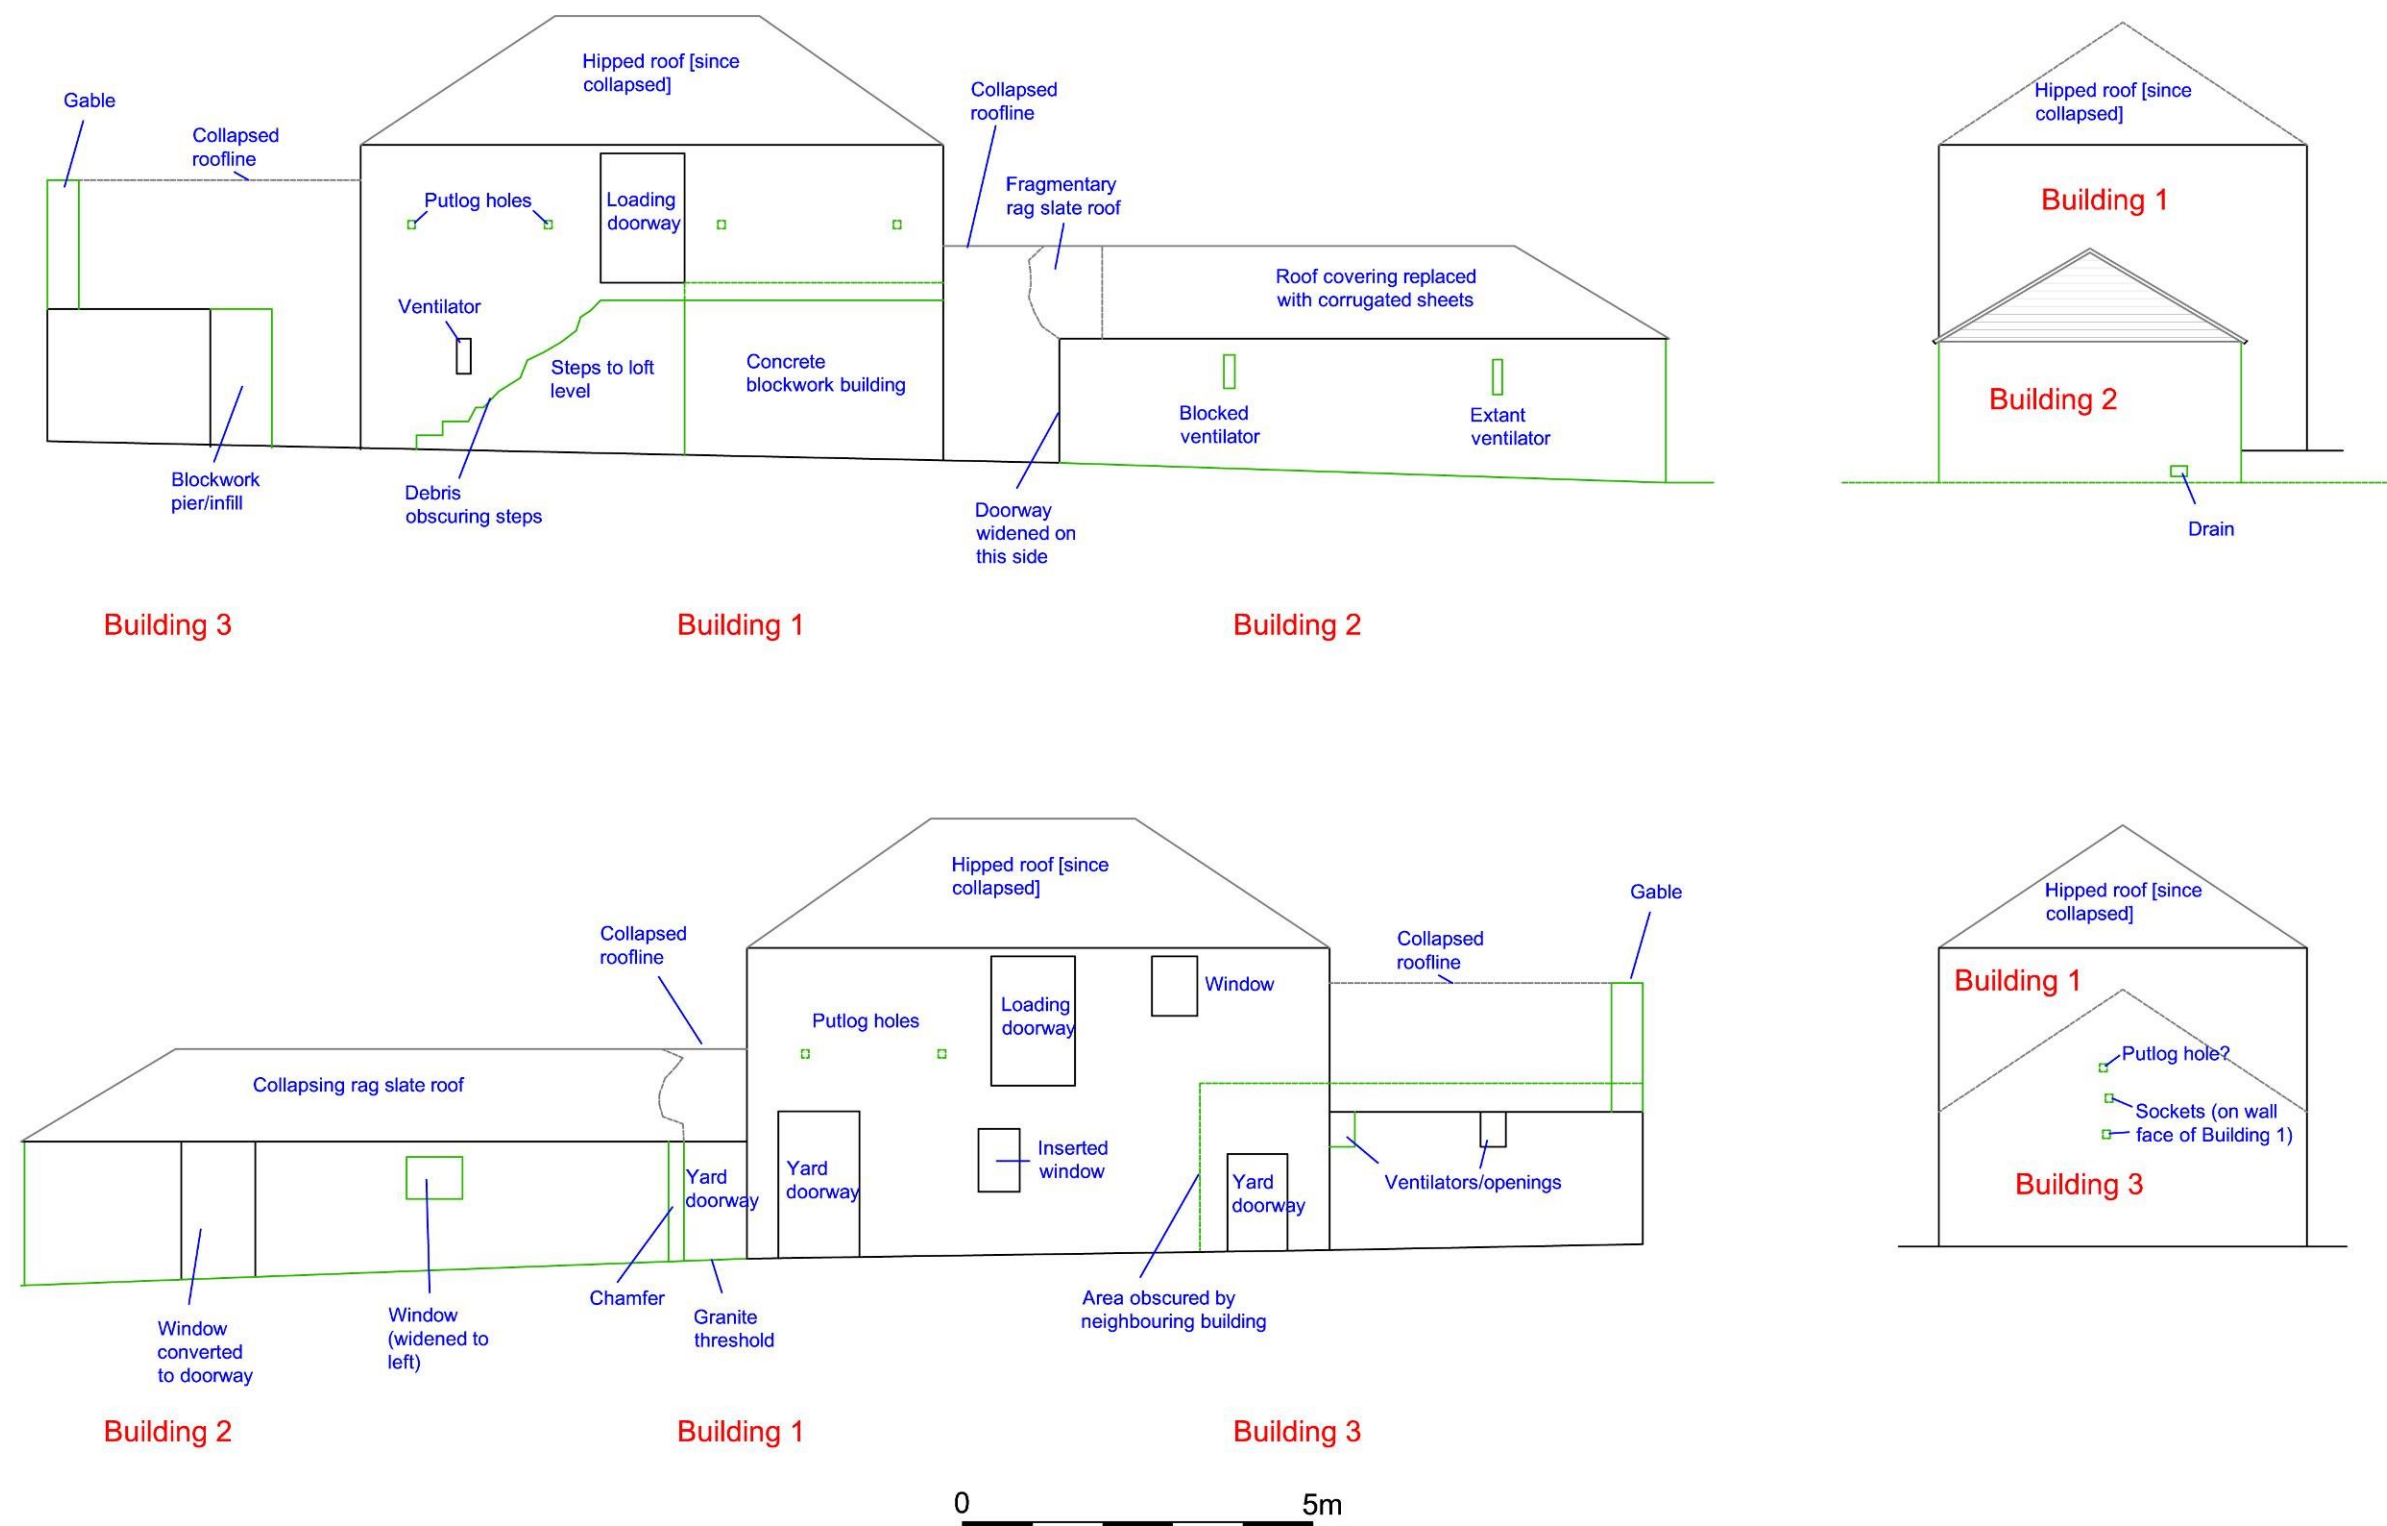 Hipped roof [since
collapsed]
Gable
Collapsed
roofline
Putlog holes
Loading
doorway
Ventilator
Steps to loft
level
Concrete
blockwork building
Blockwork
pier/infill
Debris
obscuring steps
Collapsed
roofline
Fragmentary
rag slate roof
Roof covering replaced
with corrugated sheets
Blocked
ventilator
Extant
ventilator
Doorway
widened on
this side
Building 3
Building 1
Building 2
Hipped roof [since
collapsed]
Building 1
Building 2
Drain
Hipped roof [since
collapsed]
Collapsed
roofline
Collapsing rag slate roof
Putlog holes
Loading
doorway
Window
Collapsed
roofline
Gable
Yard
doorway
Yard
doorway
Inserted
window
Yard
doorway
Ventilators/openings
Window
converted
to doorway
Window
(widened to
left)
Chamfer
Granite
threshold
Area obscured by
neighbouring building
Building 2
Building 1
Building 3
Hipped roof [since
collapsed]
Building 1
Putlog hole?
Sockets (on wall
face of Building 1)
Building 3
0
5m